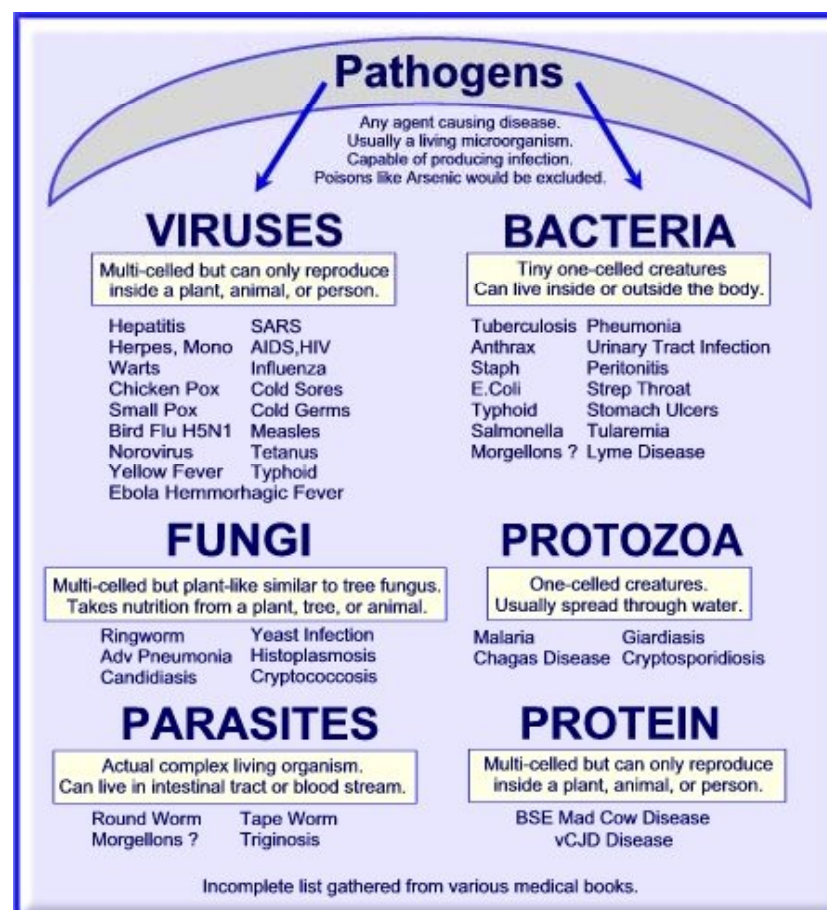 Pathogens
Any agent causing disease.
Usually a living microorganism.
Capable of producing infection.
Poisons like Arsenic would be excluded.
VIRUSES
Multi-celled but can only reproduce
inside a plant, animal, or person.
Hepatitis SARS
Herpes, Mono AIDS,HIV
Warts Influenza
Chicken Pox Cold Sores
Small Pox Cold Germs
Bird Flu H5N1 Measles
Norovirus Tetanus
Yellow Fever Typhoid
Ebola Hemmorhagic Fever
BACTERIA
Tiny one-celled creatures
Can live inside or outside the body.
Tuberculosis Pheumonia
Anthrax Urinary Tract Infection
Staph Peritonitis
E.Coli Strep Throat
Typhoid Stomach Ulcers
Salmonella Tularemia
Morgellons ? Lyme Disease
FUNGI
Multi-celled but plant-like similar to tree fungus.
Takes nutrition from a plant, tree, or animal.
Ringworm Yeast Infection
Adv Pneumonia Histoplasmosis
Candidiasis Cryptococcosis
PROTOZOA
One-celled creatures.
Usually spread through water.
Malaria Giardiasis
Chagas Disease Cryptosporidiosis
PARASITES
Actual complex living organism.
Can live in intestinal tract or blood stream.
Round Worm Tape Worm
Morgellons ? Triginosis
PROTEIN
Multi-celled but can only reproduce
inside a plant, animal, or person.
BSE Mad Cow Disease
vCJD Disease
Incomplete list gathered from various medical books.